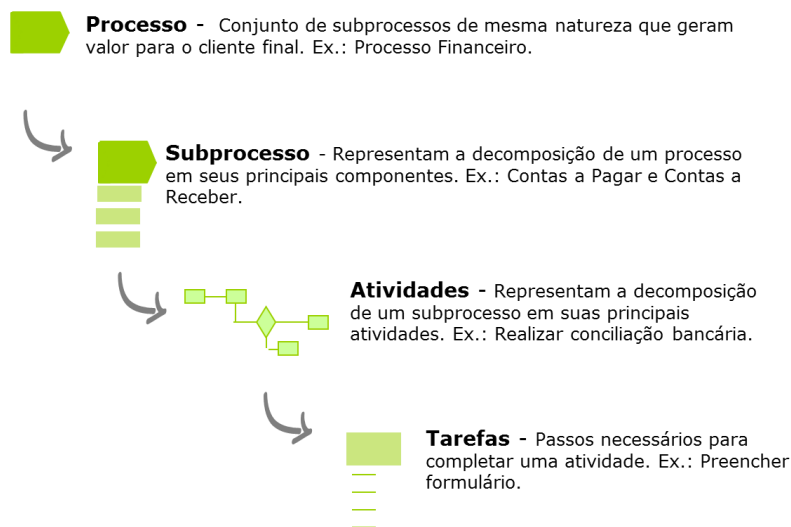 Processo - Conjunto de subprocessos de mesma natureza que geram
valor para o cliente final. Ex.: Processo Financeiro.
Subprocesso - Representam a decomposição de um processo
em seus principais componentes. Ex.: Contas a Pagar e Contas a
Receber.
Atividades - Representam a decomposição
de um subprocesso em suas principais
atividades. Ex.: Realizar conciliação bancária.
Tarefas - Passos necessários para
completar uma atividade. Ex.: Preencher
formulário.